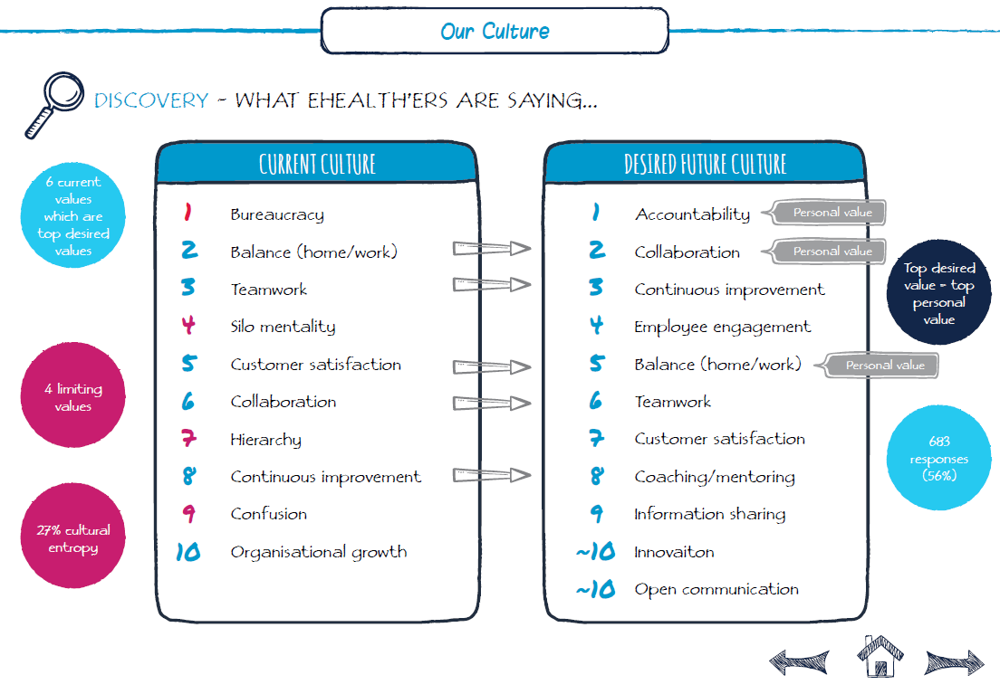 Our Culture
DISCOVERY ~ WHAT EHEALTH'ERS ARE SAYING...
6 current
values
which are
top desired
values
4 limiting
values
27% cultural
entropy
CURRENT CULTURE
1 Bureaucracy
2 Balance (home/work)
3 Teamwork
4 Silo mentality
5 Customer satisfaction
6 Collaboration
7 Hierarchy
8 Continuous improvement
9 Confusion
10 Organisational growth
DESIRED FUTURE CULTURE
1 Accountability Personal value
2 Collaboration Personal value
3 Continuous improvement
4 Employee engagement
5 Balance (home/work) Personal value
6 Teamwork
7 Customer satisfaction
8 Coaching/mentoring
9 Information sharing
~10 Innovaiton
~10 Open communication
Top desired
value = top
personal
value
683
responses
(56%)